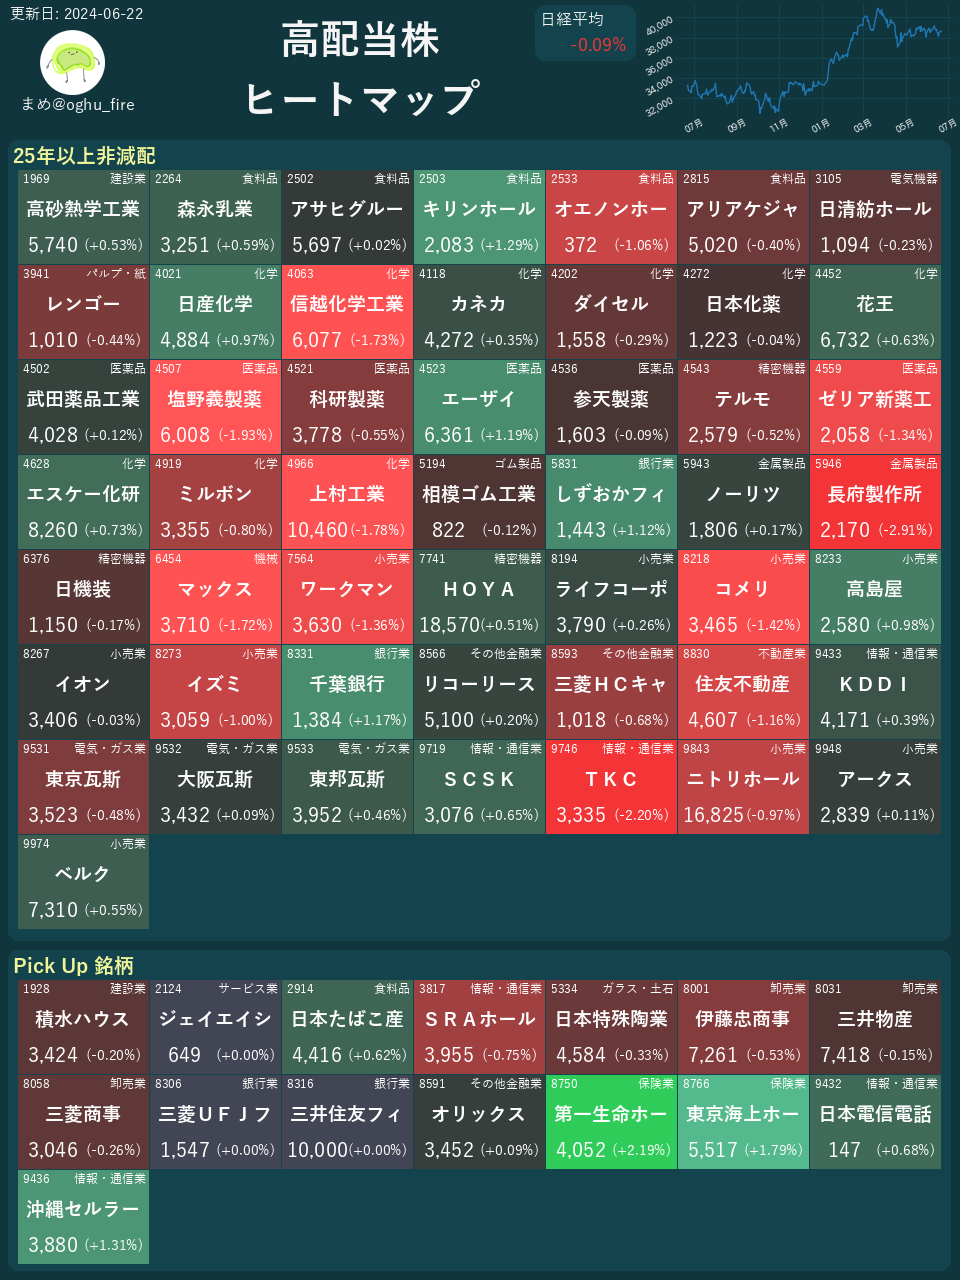 更新日: 2024-06-22
まめ@oghu_fire
高配当株
ヒートマップ
日経平均
-0.09%
40,000
38,000
36,000
34,000
32,000
07月 09月 11月 01月 03月 05月 07月
25年以上非減配
1969 建設業 2264 食料品 2502 食料品 2503 食料品 2533 食料品 2815 食料品 3105 電気機器
高砂熱学工業 森永乳業 アサヒグルー キリンホール オエノンホー アリアケジャ 日清紡ホール
5,740 (+0.53%) 3,251 (+0.59%) 5,697 (+0.02%) 2,083 (+1.29%) 372 (-1.06%) 5,020 (-0.40%) 1,094 (-0.23%)
3941 パルプ・紙 4021 化学 4063 化学 4118 化学 4202 化学 4272 化学 4452 化学
レンゴー 日産化学 信越化学工業 カネカ ダイセル 日本化薬 花王
1,010 (-0.44%) 4,884 (+0.97%) 6,077 (-1.73%) 4,272 (+0.35%) 1,558 (-0.29%) 1,223 (-0.04%) 6,732 (+0.63%)
4502 医薬品 4507 医薬品 4521 医薬品 4523 医薬品 4536 医薬品 4543 精密機器 4559 医薬品
武田薬品工業 塩野義製薬 科研製薬 エーザイ 参天製薬 テルモ ゼリア新薬工
4,028 (+0.12%) 6,008 (-1.93%) 3,778 (-0.55%) 6,361 (+1.19%) 1,603 (-0.09%) 2,579 (-0.52%) 2,058 (-1.34%)
4628 化学 4919 化学 4966 化学 5194 ゴム製品 5831 銀行業 5943 金属製品 5946 金属製品
エスケー化研 ミルボン 上村工業 相模ゴム工業 しずおかフィ ノーリツ 長府製作所
8,260 (+0.73%) 3,355 (-0.80%) 10,460 (-1.78%) 822 (-0.12%) 1,443 (+1.12%) 1,806 (+0.17%) 2,170 (-2.91%)
6376 精密機器 6454 機械 7564 小売業 7741 精密機器 8194 小売業 8218 小売業 8233 小売業
日機装 マックス ワークマン ＨＯＹＡ ライフコーポ コメリ 高島屋
1,150 (-0.17%) 3,710 (-1.72%) 3,630 (-1.36%) 18,570 (+0.51%) 3,790 (+0.26%) 3,465 (-1.42%) 2,580 (+0.98%)
8267 小売業 8273 小売業 8331 銀行業 8566 その他金融業 8593 その他金融業 8830 不動産業 9433 情報・通信業
イオン イズミ 千葉銀行 リコーリース 三菱ＨＣキャ 住友不動産 ＫＤＤＩ
3,406 (-0.03%) 3,059 (-1.00%) 1,384 (+1.17%) 5,100 (+0.20%) 1,018 (-0.68%) 4,607 (-1.16%) 4,171 (+0.39%)
9531 電気・ガス業 9532 電気・ガス業 9533 電気・ガス業 9719 情報・通信業 9746 情報・通信業 9843 小売業 9948 小売業
東京瓦斯 大阪瓦斯 東邦瓦斯 ＳＣＳＫ ＴＫＣ ニトリホール アークス
3,523 (-0.48%) 3,432 (+0.09%) 3,952 (+0.46%) 3,076 (+0.65%) 3,335 (-2.20%) 16,825 (-0.97%) 2,839 (+0.11%)
9974 小売業
ベルク
7,310 (+0.55%)
Pick Up 銘柄
1928 建設業 2124 サービス業 2914 食料品 3817 情報・通信業 5334 ガラス・土石 8001 卸売業 8031 卸売業
積水ハウス ジェイエイシ 日本たばこ産 ＳＲＡホール 日本特殊陶業 伊藤忠商事 三井物産
3,424 (-0.20%) 649 (+0.00%) 4,416 (+0.62%) 3,955 (-0.75%) 4,584 (-0.33%) 7,261 (-0.53%) 7,418 (-0.15%)
8058 卸売業 8306 銀行業 8316 銀行業 8591 その他金融業 8750 保険業 8766 保険業 9432 情報・通信業
三菱商事 三菱ＵＦＪフ 三井住友フィ オリックス 第一生命ホー 東京海上ホー 日本電信電話
3,046 (-0.26%) 1,547 (+0.00%) 10,000 (+0.00%) 3,452 (+0.09%) 4,052 (+2.19%) 5,517 (+1.79%) 147 (+0.68%)
9436 情報・通信業
沖縄セルラー
3,880 (+1.31%)